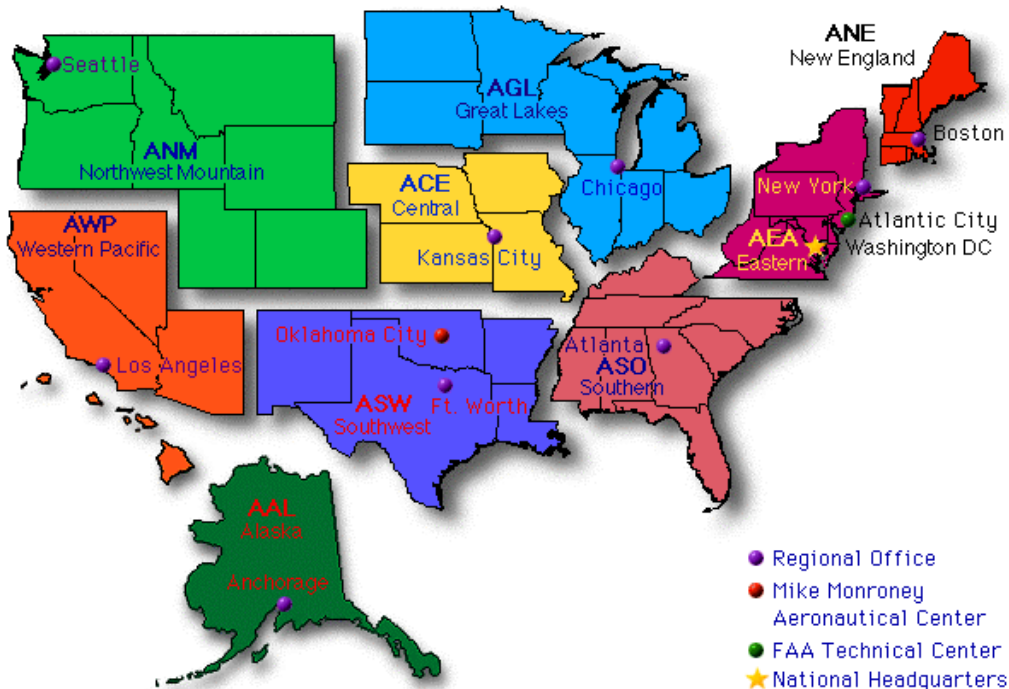 Seattle
ANM
Northwest Mountain
AGL
Great Lakes
Chicago
ANE
New England
Boston
New York
Atlantic City
AEA
Eastern
Washington DC
ACE
Central
Kansas City
AWP
Western Pacific
Los Angeles
Oklahoma City
ASW
Southwest
Ft. Worth
Atlanta
ASO
Southern
AAL
Alaska
Anchorage
Regional Office
Mike Monroney
Aeronautical Center
FAA Technical Center
National Headquarters